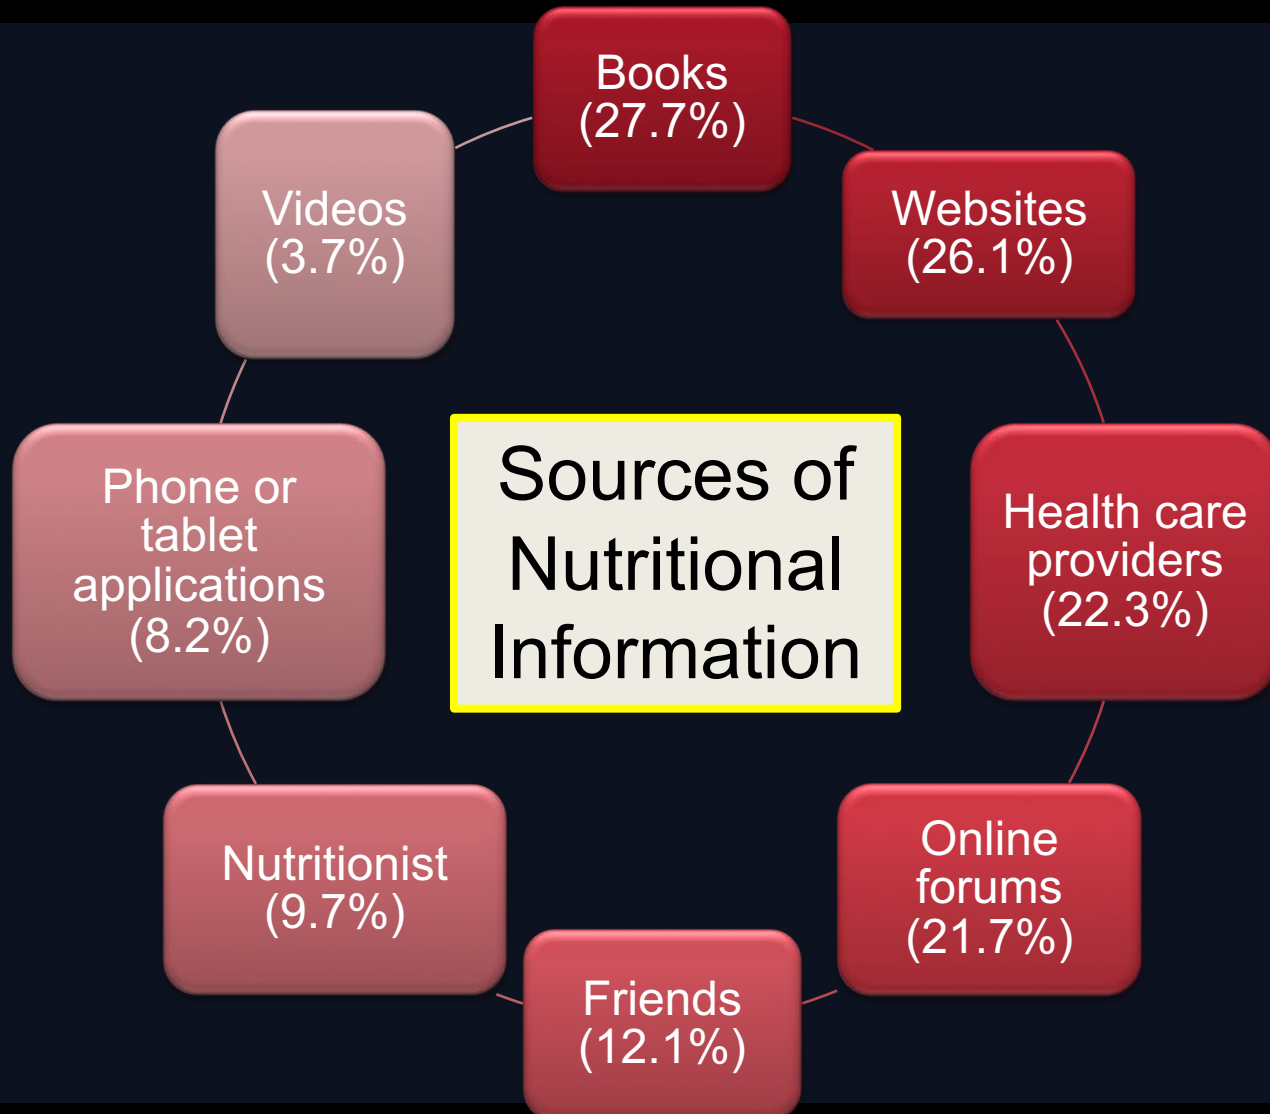 Books
(27.7%)
Websites
(26.1%)
Health care
providers
(22.3%)
Online
forums
(21.7%)
Friends
(12.1%)
Nutritionist
(9.7%)
Phone or
tablet
applications
(8.2%)
Videos
(3.7%)
Sources of
Nutritional
Information